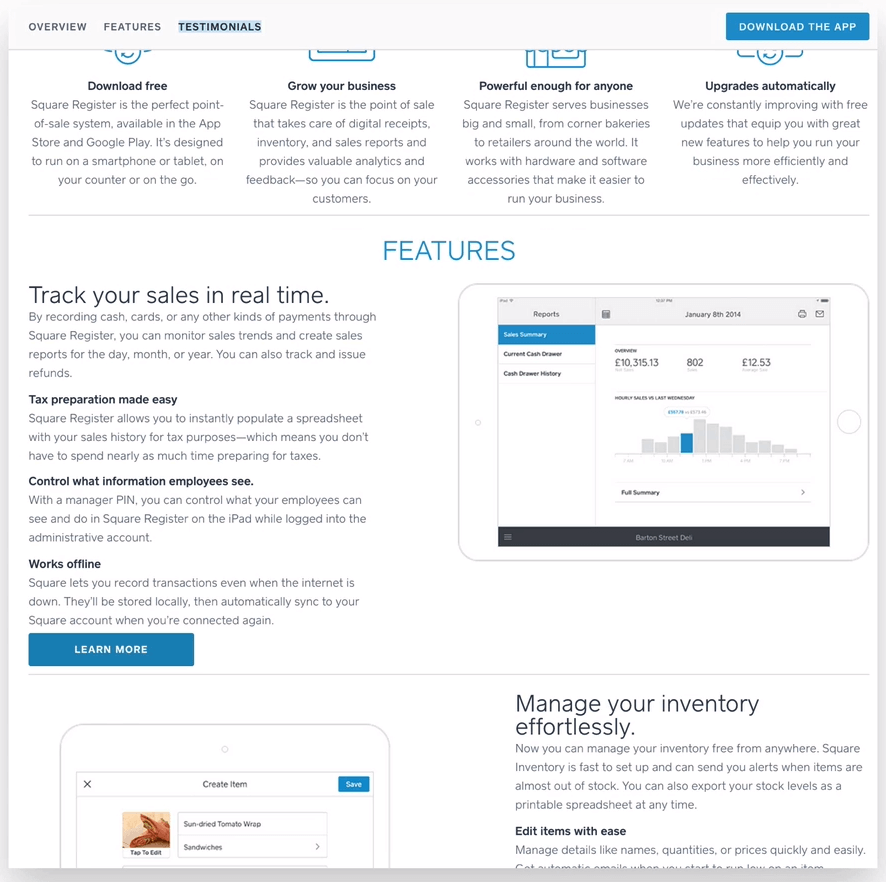 OVERVIEW FEATURES TESTIMONIALS
DOWNLOAD THE APP
Download free
Square Register is the perfect point-
of-sale system, available in the App
Store and Google Play. It's designed
to run on a smartphone or tablet, on
your counter or on the go.
Grow your business
Square Register is the point of sale
that takes care of digital receipts,
inventory, and sales reports and
provides valuable analytics and
feedback—so you can focus on your
customers.
Powerful enough for anyone
Square Register serves businesses
big and small, from corner bakeries
to retailers around the world. It
works with hardware and software
accessories that make it easier to
run your business.
Upgrades automatically
We're constantly improving with free
updates that equip you with great
new features to help you run your
business more efficiently and
effectively.
FEATURES
Track your sales in real time.
By recording cash, cards, or any other kinds of payments through
Square Register, you can monitor sales trends and create sales
reports for the day, month, or year. You can also track and issue
refunds.
Tax preparation made easy
Square Register allows you to instantly populate a spreadsheet
with your sales history for tax purposes—which means you don't
have to spend nearly as much time preparing for taxes.
Control what information employees see.
With a manager PIN, you can control what your employees can
see and do in Square Register on the iPad while logged into the
administrative account.
Works offline
Square lets you record transactions even when the internet is
down. They'll be stored locally, then automatically sync to your
Square account when you're connected again.
LEARN MORE
iPad
Reports
January 8th 2014
Sales Summary
Current Cash Drawer
Cash Drawer History
OVERVIEW
£10,315.13 802 £12.53
HOURLY SALES VS LAST WEDNESDAY
Full Summary
Barton Street Deli
Create Item
Save
Tap To Edit
Sun-dried Tomato Wrap
Sandwiches
Manage your inventory
effortlessly.
Now you can manage your inventory free from anywhere. Square
Inventory is fast to set up and can send you alerts when items are
almost out of stock. You can also export your stock levels as a
printable spreadsheet at any time.
Edit items with ease
Manage details like names, quantities, or prices quickly and easily.
Get automatic emails when you start to run low on an item